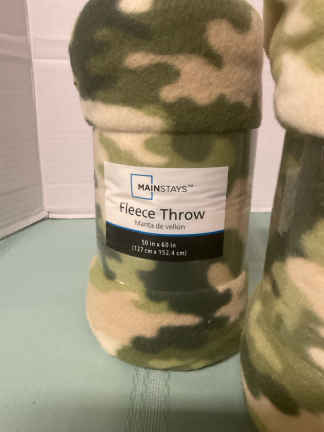 MAINSTAYS™
Fleece Throw
Manta de vellón
50 in x 60 in
(127 cm x 152.4 cm)